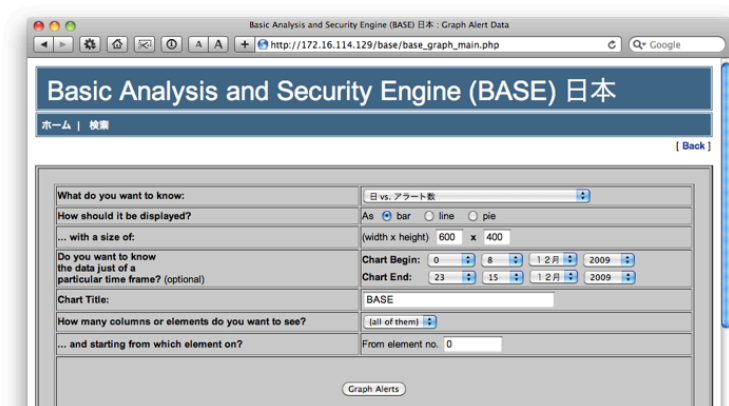 Basic Analysis and Security Engine (BASE) 日本 : Graph Alert Data
A A + http://172.16.114.129/base/base_graph_main.php Google
Basic Analysis and Security Engine (BASE) 日本
ホーム | 検索
[ Back ]
What do you want to know: 日 vs. アラート数
How should it be displayed? As bar line pie
... with a size of: (width x height) 600 x 400
Do you want to know
the data just of a
particular time frame? (optional)
Chart Begin: 0 8 12月 2009
Chart End: 23 15 12月 2009
Chart Title: BASE
How many columns or elements do you want to see? {all of them}
... and starting from which element on? From element no. 0
Graph Alerts